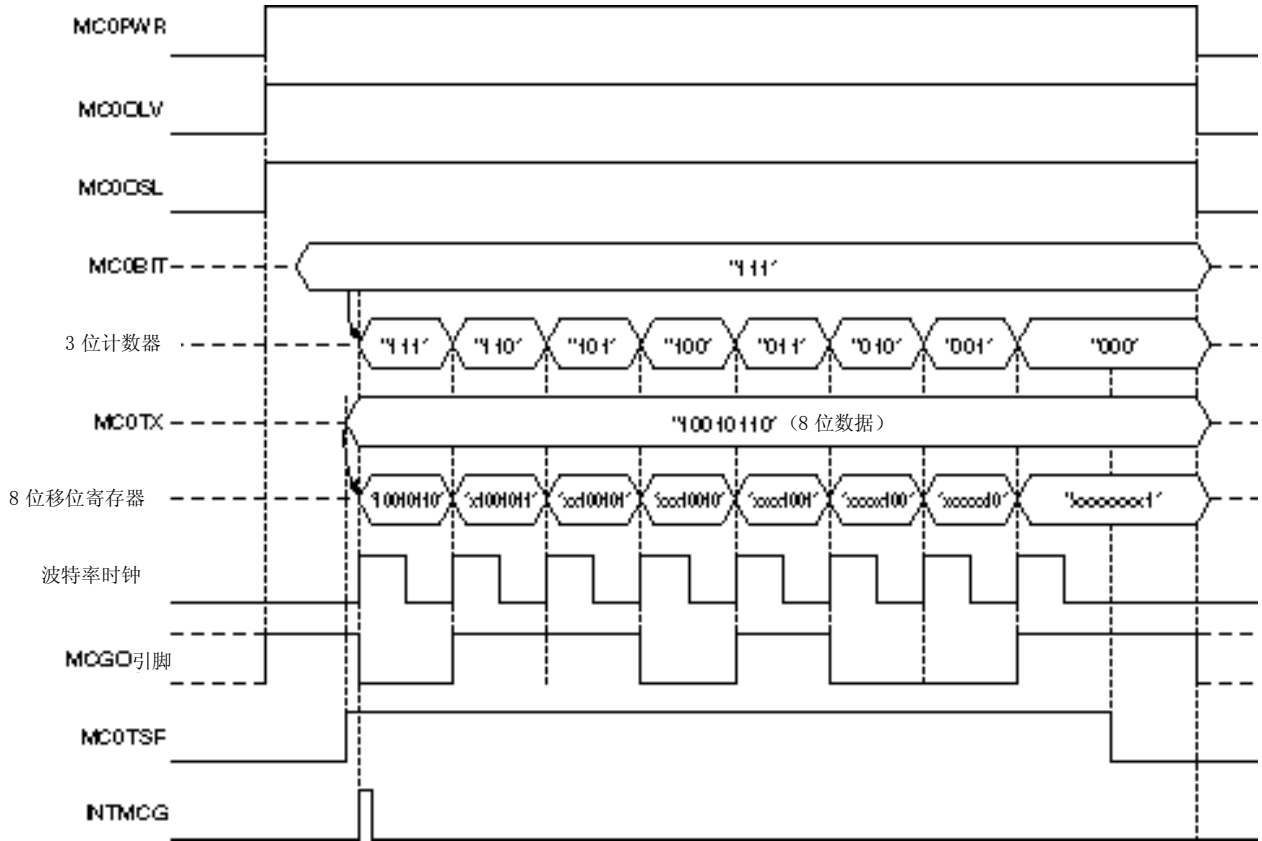 MC0PWR
MC0OLV
MC0OSL
MC0BIT
"111"
3 位计数器
"111" "110" "101" "100" "011" "010" "001" "000"
MC0TX
"10010110"（8 位数据）
8 位移位寄存器
"10010110" "x1001011" "xx100101" "xxx10010" "xxxx1001" "xxxxx100" "xxxxxx10" "xxxxxxx1"
波特率时钟
MCGO引脚
MC0TSF
INTMCG